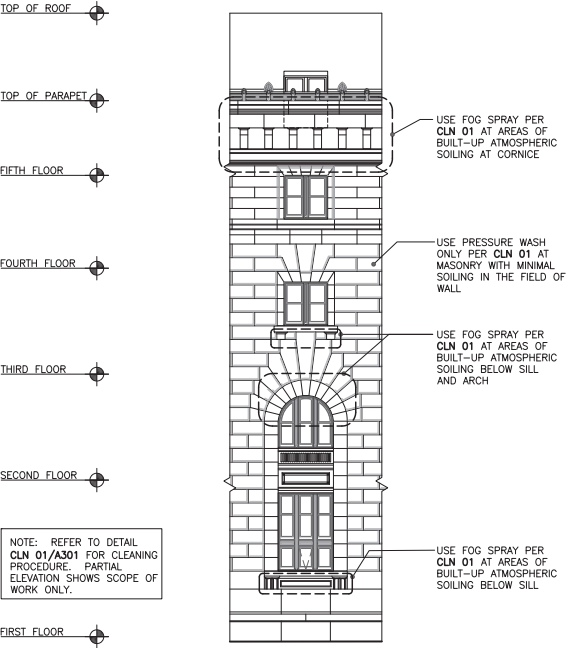 TOP OF ROOF
TOP OF PARAPET
USE FOG SPRAY PER
CLN 01 AT AREAS OF
BUILT-UP ATMOSPHERIC
SOILING AT CORNICE
FIFTH FLOOR
USE PRESSURE WASH
ONLY PER CLN 01 AT
MASONRY WITH MINIMAL
SOILING IN THE FIELD OF
WALL
FOURTH FLOOR
USE FOG SPRAY PER
CLN 01 AT AREAS OF
BUILT-UP ATMOSPHERIC
SOILING BELOW SILL
AND ARCH
THIRD FLOOR
SECOND FLOOR
NOTE: REFER TO DETAIL
CLN 01/A301 FOR CLEANING
PROCEDURE. PARTIAL
ELEVATION SHOWS SCOPE OF
WORK ONLY.
USE FOG SPRAY PER
CLN 01 AT AREAS OF
BUILT-UP ATMOSPHERIC
SOILING BELOW SILL
FIRST FLOOR